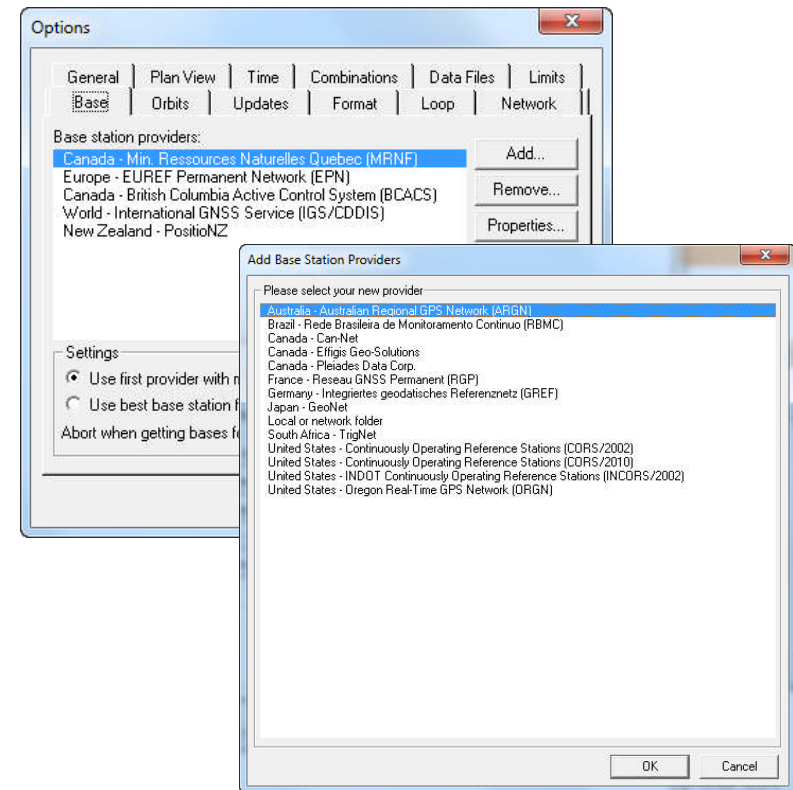 Options
General Plan View Time Combinations Data Files Limits
Base Orbits Updates Format Loop Network
Base station providers:
Canada - Min. Ressources Naturelles Quebec (MRNF)
Europe - EUREF Permanent Network (EPN)
Canada - British Columbia Active Control System (BCACS)
World - International GNSS Service (IGS/CDDIS)
New Zealand - PositioNZ
Add...
Remove...
Properties...
Settings
Use first provider with
Use best base station
Abort when getting bases
Add Base Station Providers
Please select your new provider
Australia - Australian Regional GPS Network (ARGN)
Brazil - Rede Brasileira de Monitoramento Continuo (RBMC)
Canada - Can-Net
Canada - Effigis Geo-Solutions
Canada - Pleiades Data Corp.
France - Reseau GNSS Permanent (RGP)
Germany - Integriertes geodatisches Referenznetz (GREF)
Japan - GeoNet
Local or network folder
South Africa - TrigNet
United States - Continuously Operating Reference Stations (CORS/2002)
United States - Continuously Operating Reference Stations (CORS/2010)
United States - INDOT Continuously Operating Reference Stations (INCORS/2002)
United States - Oregon Real-Time GPS Network (ORGN)
OK Cancel